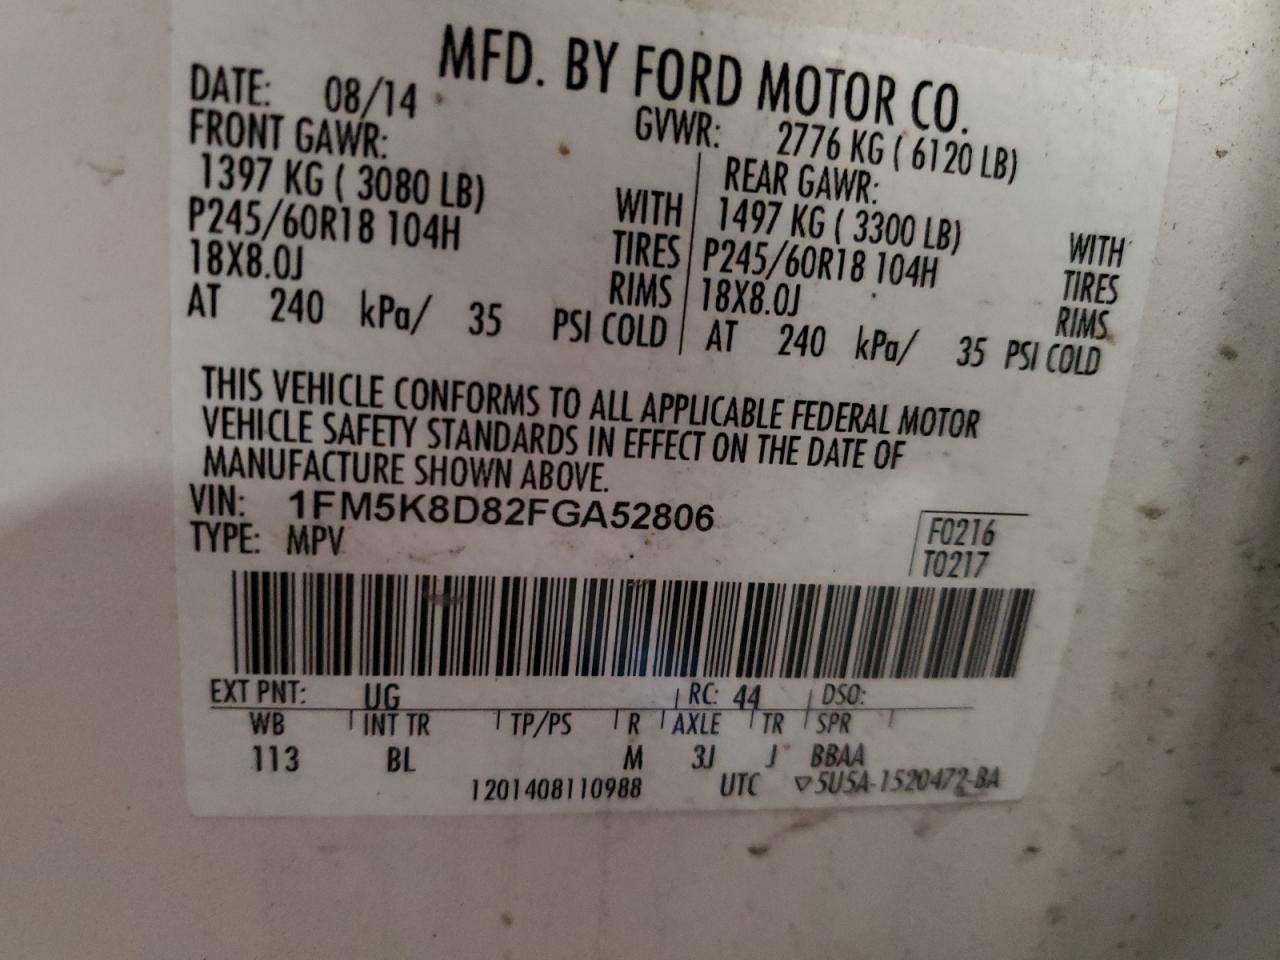 MFD. BY FORD MOTOR CO.
DATE: 08/14
GVWR: 2776 KG ( 6120 LB)
FRONT GAWR:
1397 KG ( 3080 LB) WITH
P245/60R18 104H TIRES
18X8.0J RIMS
AT 240 kPa/ 35 PSI COLD
REAR GAWR:
1497 KG ( 3300 LB) WITH
P245/60R18 104H TIRES
18X8.0J RIMS
AT 240 kPa/ 35 PSI COLD
THIS VEHICLE CONFORMS TO ALL APPLICABLE FEDERAL MOTOR
VEHICLE SAFETY STANDARDS IN EFFECT ON THE DATE OF
MANUFACTURE SHOWN ABOVE.
VIN: 1FM5K8D82FGA52806
TYPE: MPV
F0216
T0217
EXT PNT: UG RC: 44 DSO:
WB INT TR TP/PS R AXLE TR SPR
113 BL M 3J J BBAA
1201408110988 UTC ▽5U5A-1520472-BA